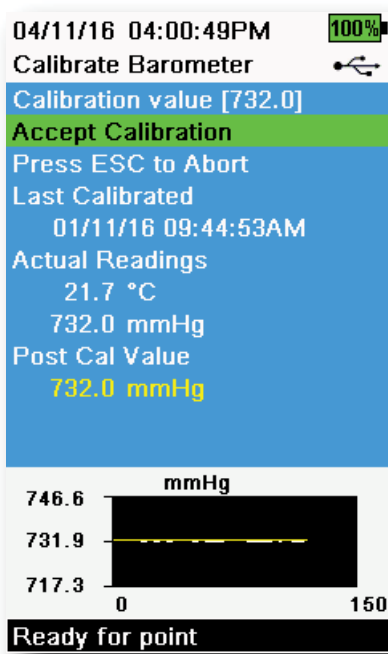 04/11/16 04:00:49PM 100%
Calibrate Barometer
Calibration value [732.0]
Accept Calibration
Press ESC to Abort
Last Calibrated
01/11/16 09:44:53AM
Actual Readings
21.7 °C
732.0 mmHg
Post Cal Value
732.0 mmHg
mmHg
746.6
731.9
717.3
0 150
Ready for point